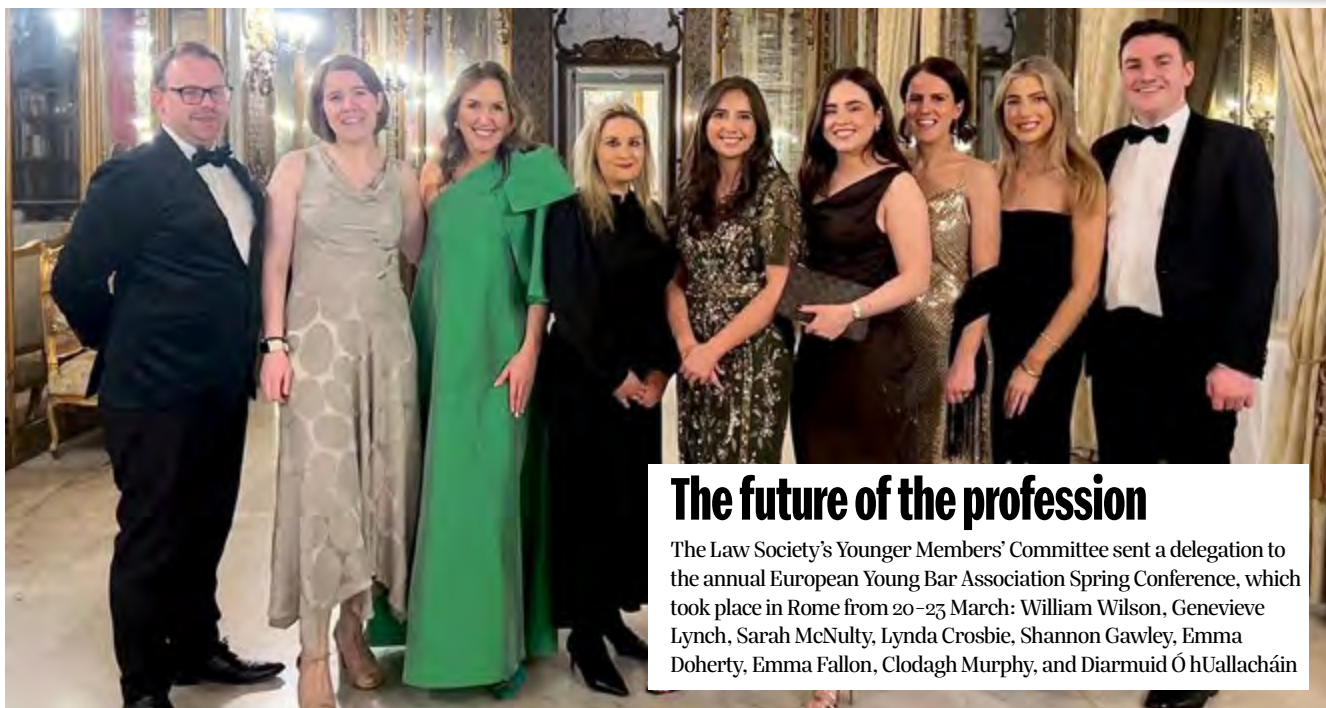 The future of the profession
The Law Society’s Younger Members’ Committee sent a delegation to
the annual European Young Bar Association Spring Conference, which
took place in Rome from 20-23 March: William Wilson, Genevieve
Lynch, Sarah McNulty, Lynda Crosbie, Shannon Gawley, Emma
Doherty, Emma Fallon, Clodagh Murphy, and Diarmuid Ó hUallacháin